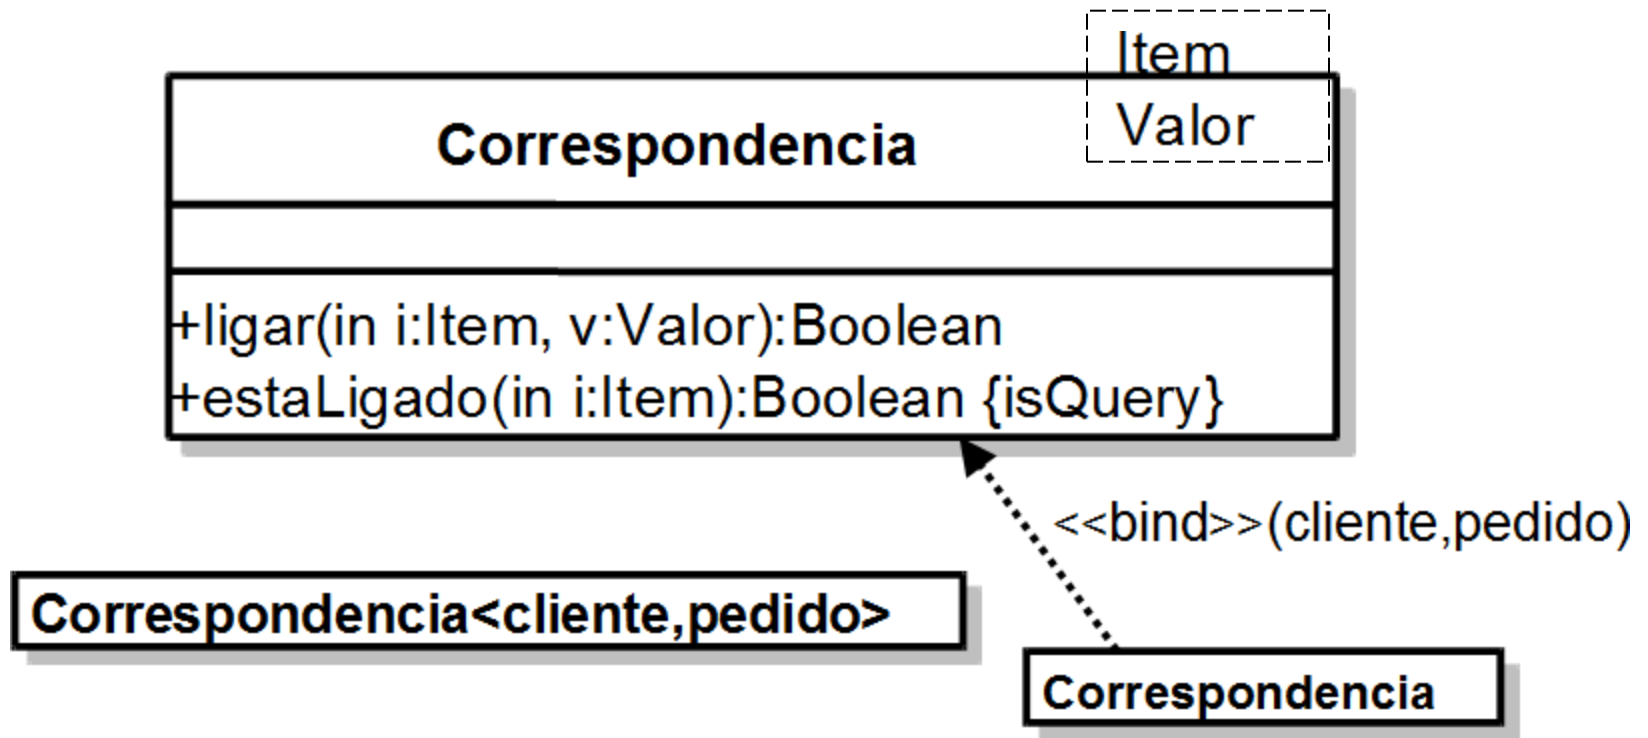 Item
Valor
Correspondencia
+ligar(in i:Item, v:Valor):Boolean
+estaLigado(in i:Item):Boolean {isQuery}
<<bind>>(cliente,pedido)
Correspondencia<cliente,pedido>
Correspondencia